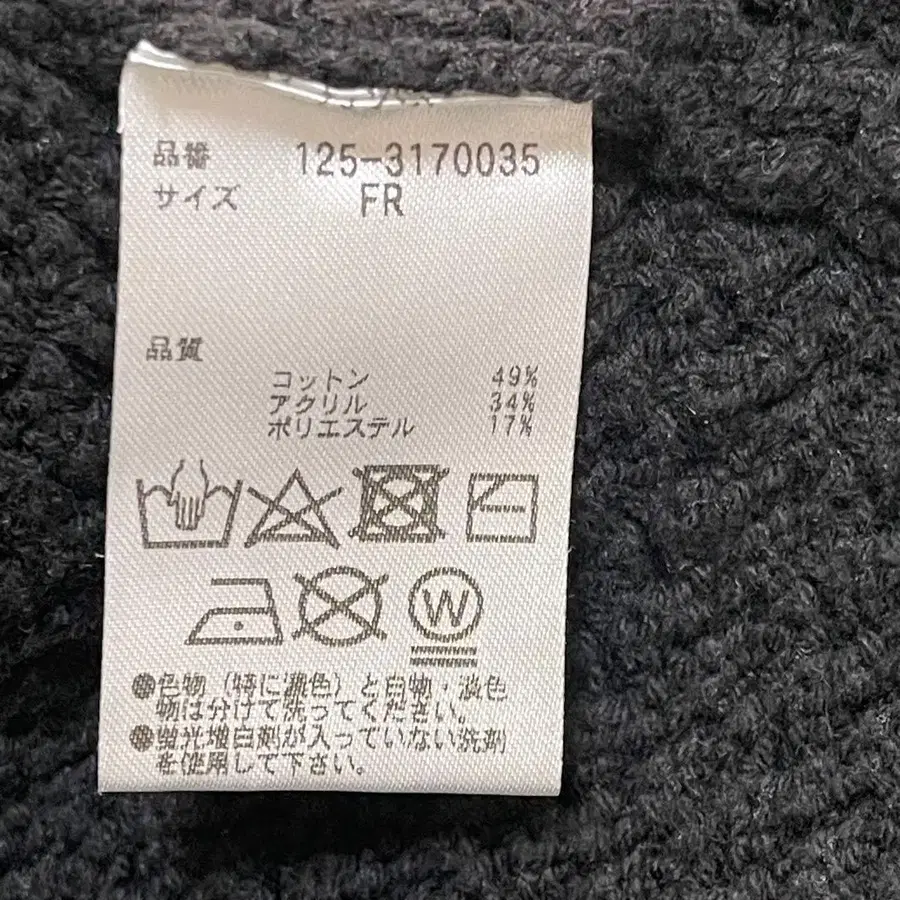 品番 125-3170035
サイズ FR
品質
コットン 49%
アクリル 34%
ポリエステル 17%
W
●色物(特に濃色)と白物・淡色
物は分けて洗ってください。
●蛍光増白剤が入っていない洗剤
を使用して下さい。